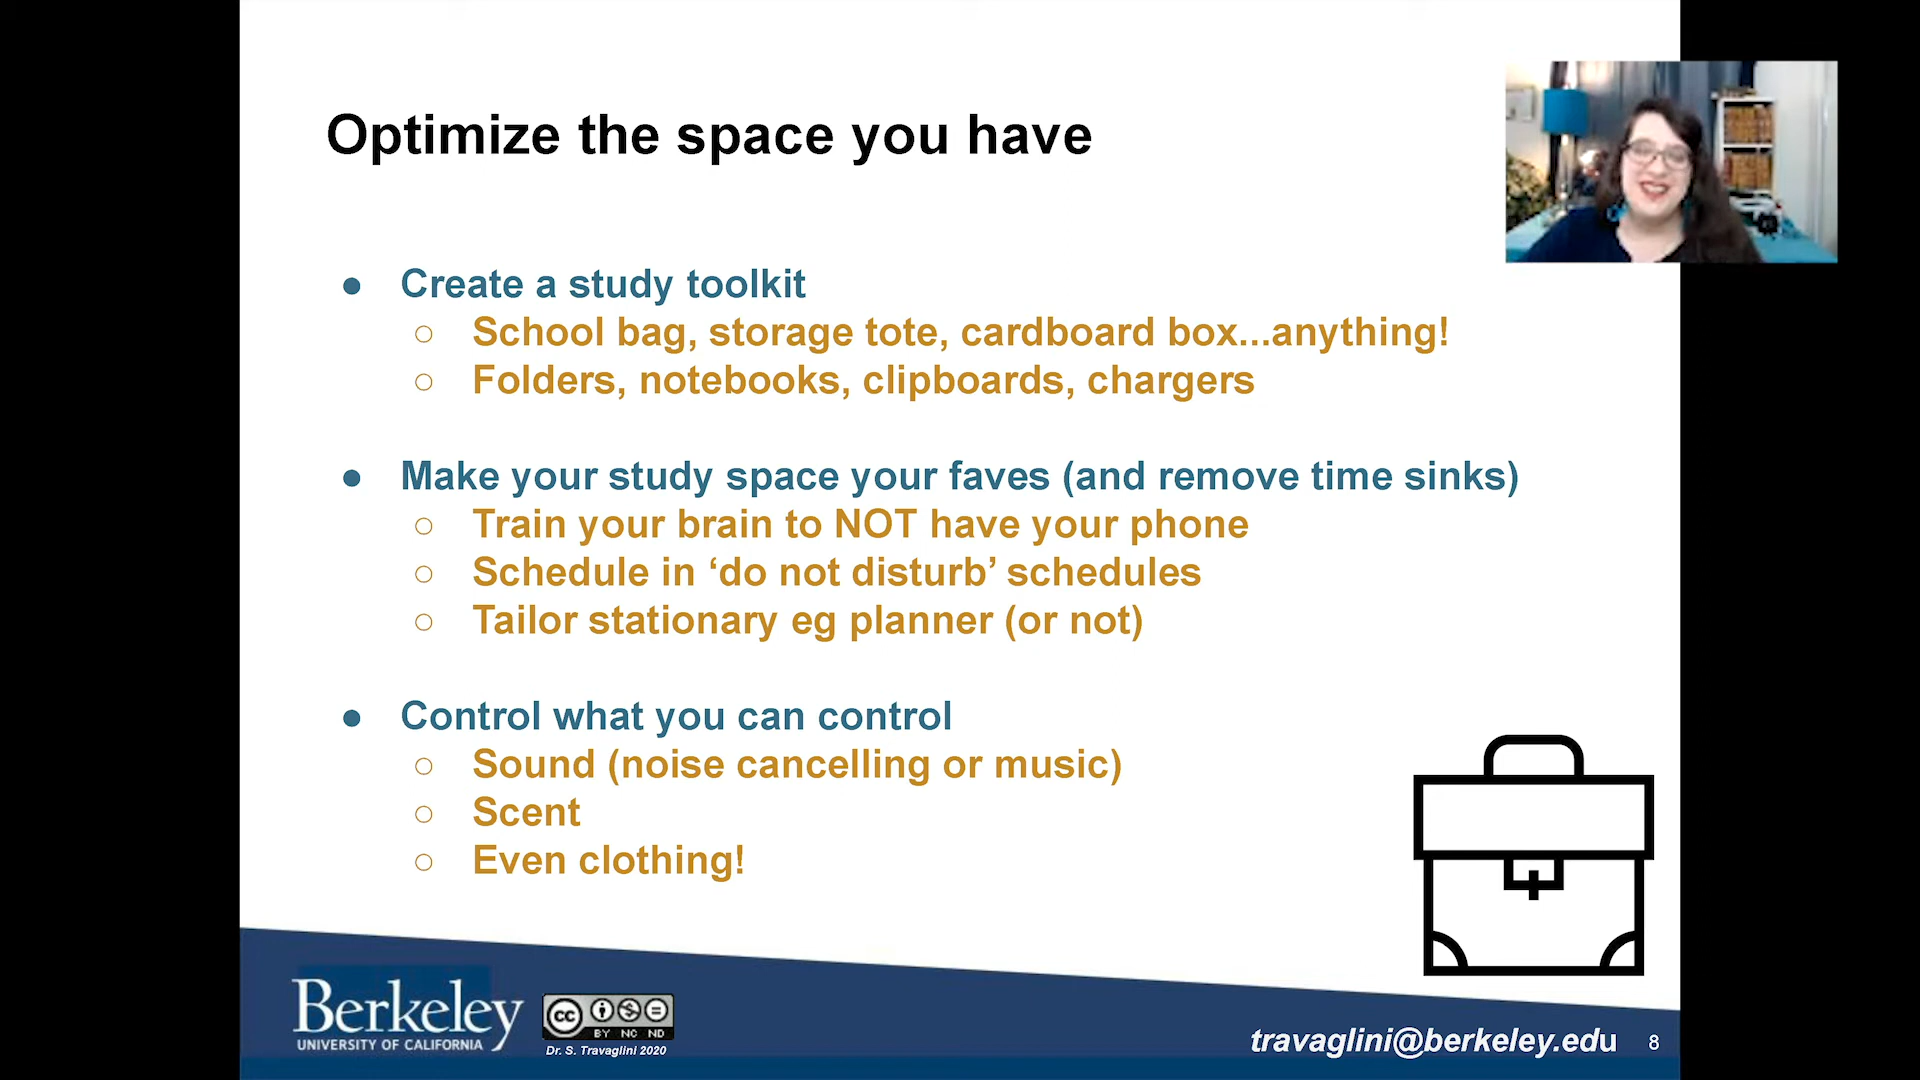 Optimize the space you have
● Create a study toolkit
○ School bag, storage tote, cardboard box...anything!
○ Folders, notebooks, clipboards, chargers
● Make your study space your faves (and remove time sinks)
○ Train your brain to NOT have your phone
○ Schedule in ‘do not disturb’ schedules
○ Tailor stationary eg planner (or not)
● Control what you can control
○ Sound (noise cancelling or music)
○ Scent
○ Even clothing!
Berkeley
UNIVERSITY OF CALIFORNIA
cc
BY NC ND
Dr. S. Travaglini 2020
travaglini@berkeley.edu 8